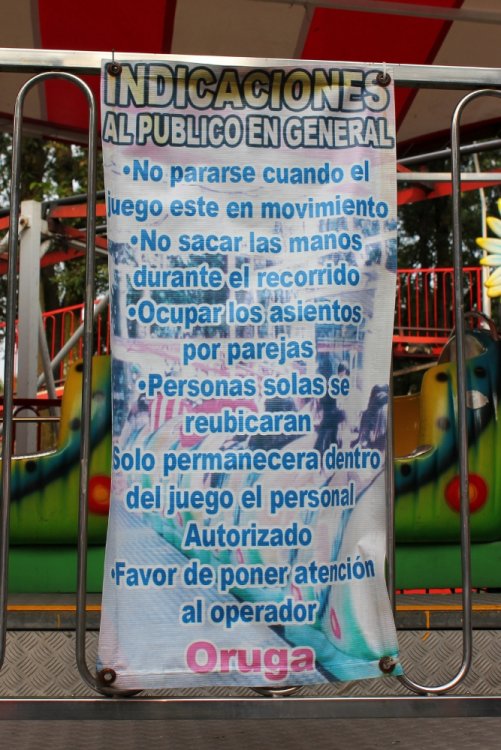 INDICACIONES
AL PUBLICO EN GENERAL
•No pararse cuando el
juego este en movimiento
•No sacar las manos
durante el recorrido
•Ocupar los asientos
por parejas
•Personas solas se
reubicaran
Solo permanecera dentro
del juego el personal
Autorizado
•Favor de poner atención
al operador
Oruga